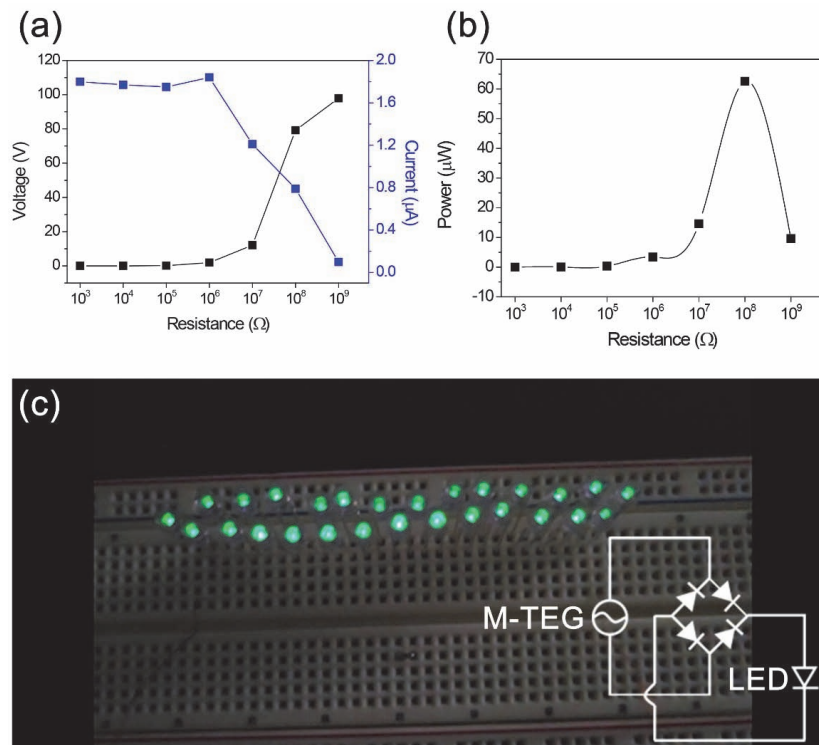 (a)
120
100
80
60
40
20
0
Voltage (V)
2.0
1.6
1.2
0.8
0.4
0.0
Current (μA)
10³ 10⁴ 10⁵ 10⁶ 10⁷ 10⁸ 10⁹
Resistance (Ω)
(b)
70
60
50
40
30
20
10
0
-10
Power (μW)
10³ 10⁴ 10⁵ 10⁶ 10⁷ 10⁸ 10⁹
Resistance (Ω)
(c)
M-TEG
LED